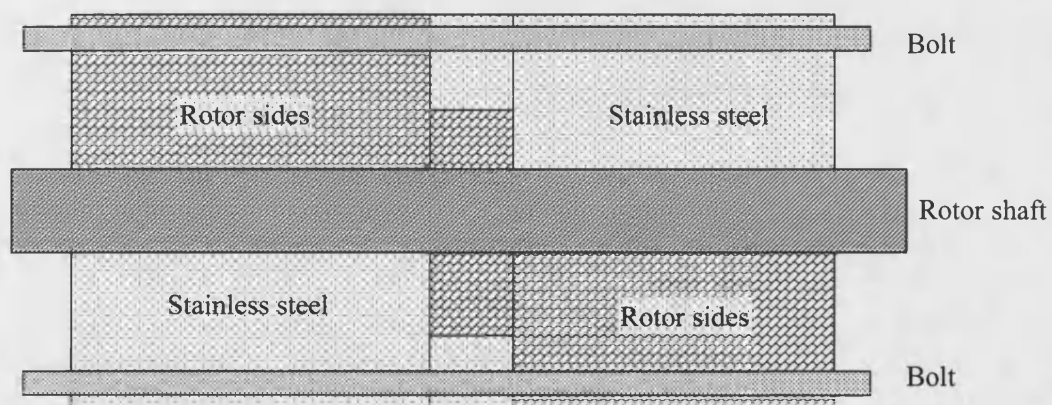 Bolt
Rotor sides
Stainless steel
Rotor shaft
Stainless steel
Rotor sides
Bolt